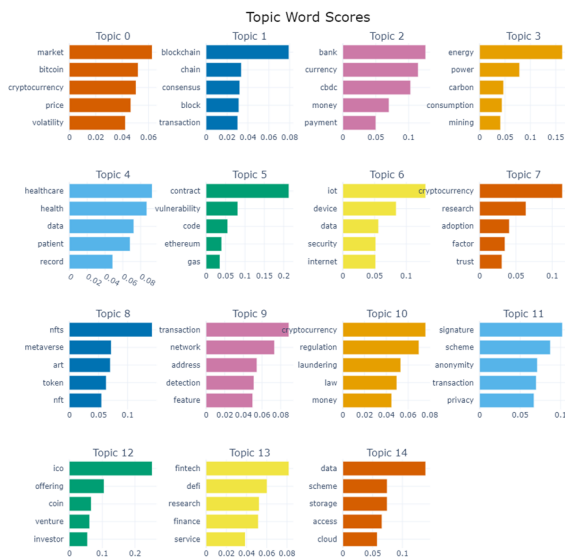 Topic Word Scores
Topic 0
market
bitcoin
cryptocurrency
price
volatility
0 0.02 0.04 0.06
Topic 1
blockchain
chain
consensus
block
transaction
0 0.02 0.04 0.06 0.08
Topic 2
bank
currency
cbdc
money
payment
0 0.05 0.1
Topic 3
energy
power
carbon
consumption
mining
0 0.05 0.1 0.15
Topic 4
healthcare
health
data
patient
record
0 0.02 0.04 0.06 0.08
Topic 5
contract
vulnerability
code
ethereum
gas
0 0.05 0.1 0.15 0.2
Topic 6
iot
device
data
security
internet
0 0.05 0.1
Topic 7
cryptocurrency
research
adoption
factor
trust
0 0.05 0.1
Topic 8
nfts
metaverse
art
token
nft
0 0.05 0.1
Topic 9
transaction
network
address
detection
feature
0 0.02 0.04 0.06 0.08
Topic 10
cryptocurrency
regulation
laundering
law
money
0 0.02 0.04 0.06 0.08
Topic 11
signature
scheme
anonymity
transaction
privacy
0 0.05 0.1
Topic 12
ico
offering
coin
venture
investor
0 0.1 0.2
Topic 13
fintech
defi
research
finance
service
0 0.02 0.04 0.06 0.08
Topic 14
data
scheme
storage
access
cloud
0 0.05 0.1